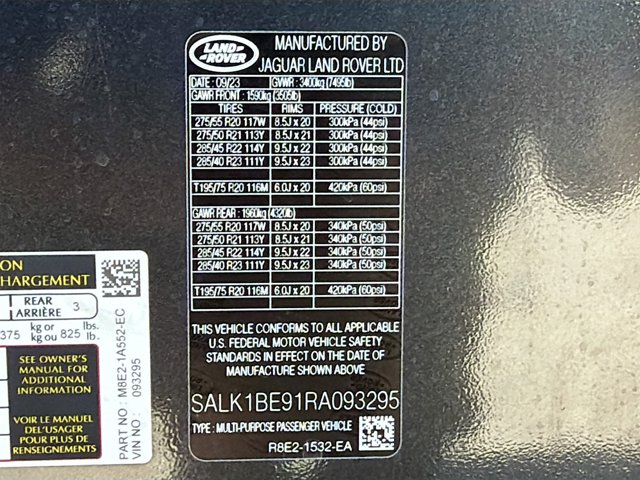 LAND ROVER
MANUFACTURED BY
JAGUAR LAND ROVER LTD
DATE : 09/23 GVWR : 3400kg (7495lb)
GAWR FRONT : 1590kg (3505lb)
TIRES RIMS PRESSURE (COLD)
275/55 R20 117W 8.5J x 20 300kPa (44psi)
275/50 R21 113Y 8.5J x 21 300kPa (44psi)
285/45 R22 114Y 9.5J x 22 300kPa (44psi)
285/40 R23 111Y 9.5J x 23 300kPa (44psi)
T195/75 R20 116M 6.0J x 20 420kPa (60psi)
GAWR REAR : 1960kg (4320lb)
275/55 R20 117W 8.5J x 20 340kPa (50psi)
275/50 R21 113Y 8.5J x 21 340kPa (50psi)
285/45 R22 114Y 9.5J x 22 340kPa (50psi)
285/40 R23 111Y 9.5J x 23 340kPa (50psi)
T195/75 R20 116M 6.0J x 20 420kPa (60psi)
THIS VEHICLE CONFORMS TO ALL APPLICABLE
U.S. FEDERAL MOTOR VEHICLE SAFETY
STANDARDS IN EFFECT ON THE DATE OF
MANUFACTURE SHOWN ABOVE
SALK1BE91RA093295
TYPE : MULTI-PURPOSE PASSENGER VEHICLE
R8E2-1532-EA
ON
HARGEMENT
REAR
ARRIÈRE 3
375 kg or
kg ou 825 lbs.
lb.
SEE OWNER'S
MANUAL FOR
ADDITIONAL
INFORMATION
VOIR LE MANUEL
DEL'USAGER
POUR PLUS DE
RENSEIGNEMENTS
PART NO : M8E2-1A552-EC
VIN NO : 093295